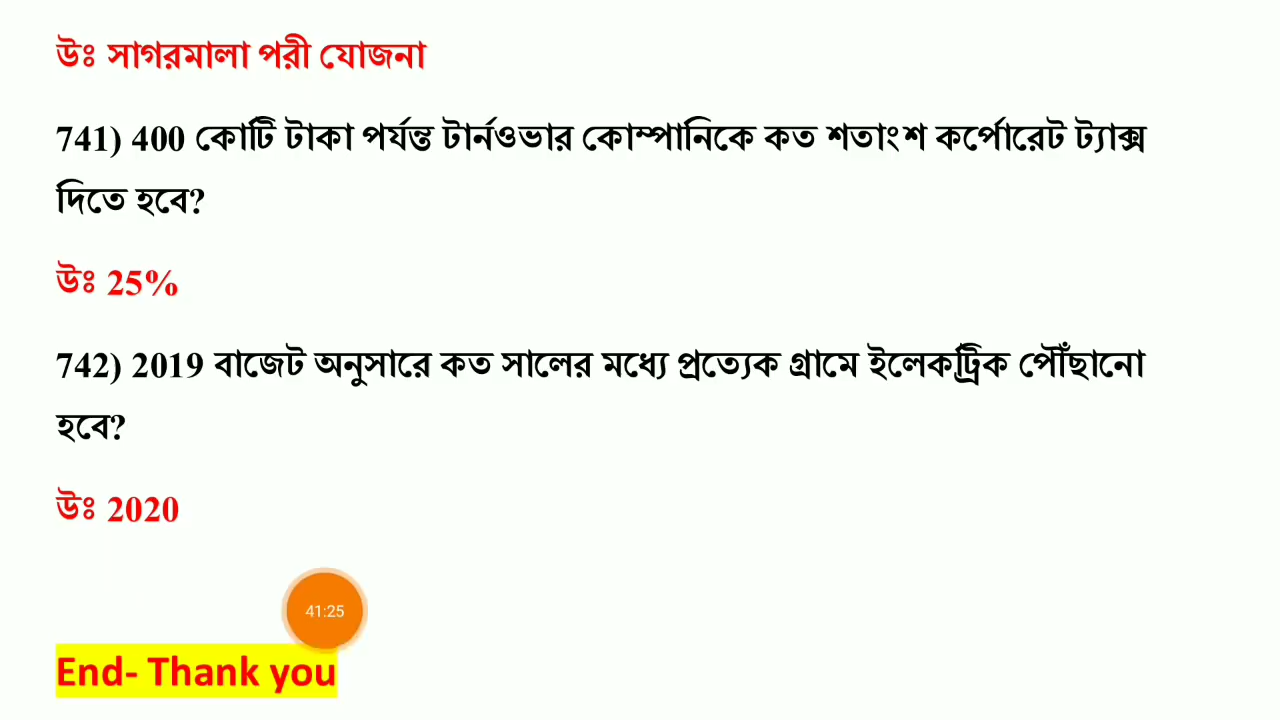 উঃ সাগরমালা পরী যোজনা
741) 400 কোটি টাকা পর্যন্ত টার্নওভার কোম্পানিকে কত শতাংশ কর্পোরেট ট্যাক্স
দিতে হবে?
উঃ 25%
742) 2019 বাজেট অনুসারে কত সালের মধ্যে প্রত্যেক গ্রামে ইলেকট্রিক পৌঁছানো
হবে?
উঃ 2020
41:25
End- Thank you